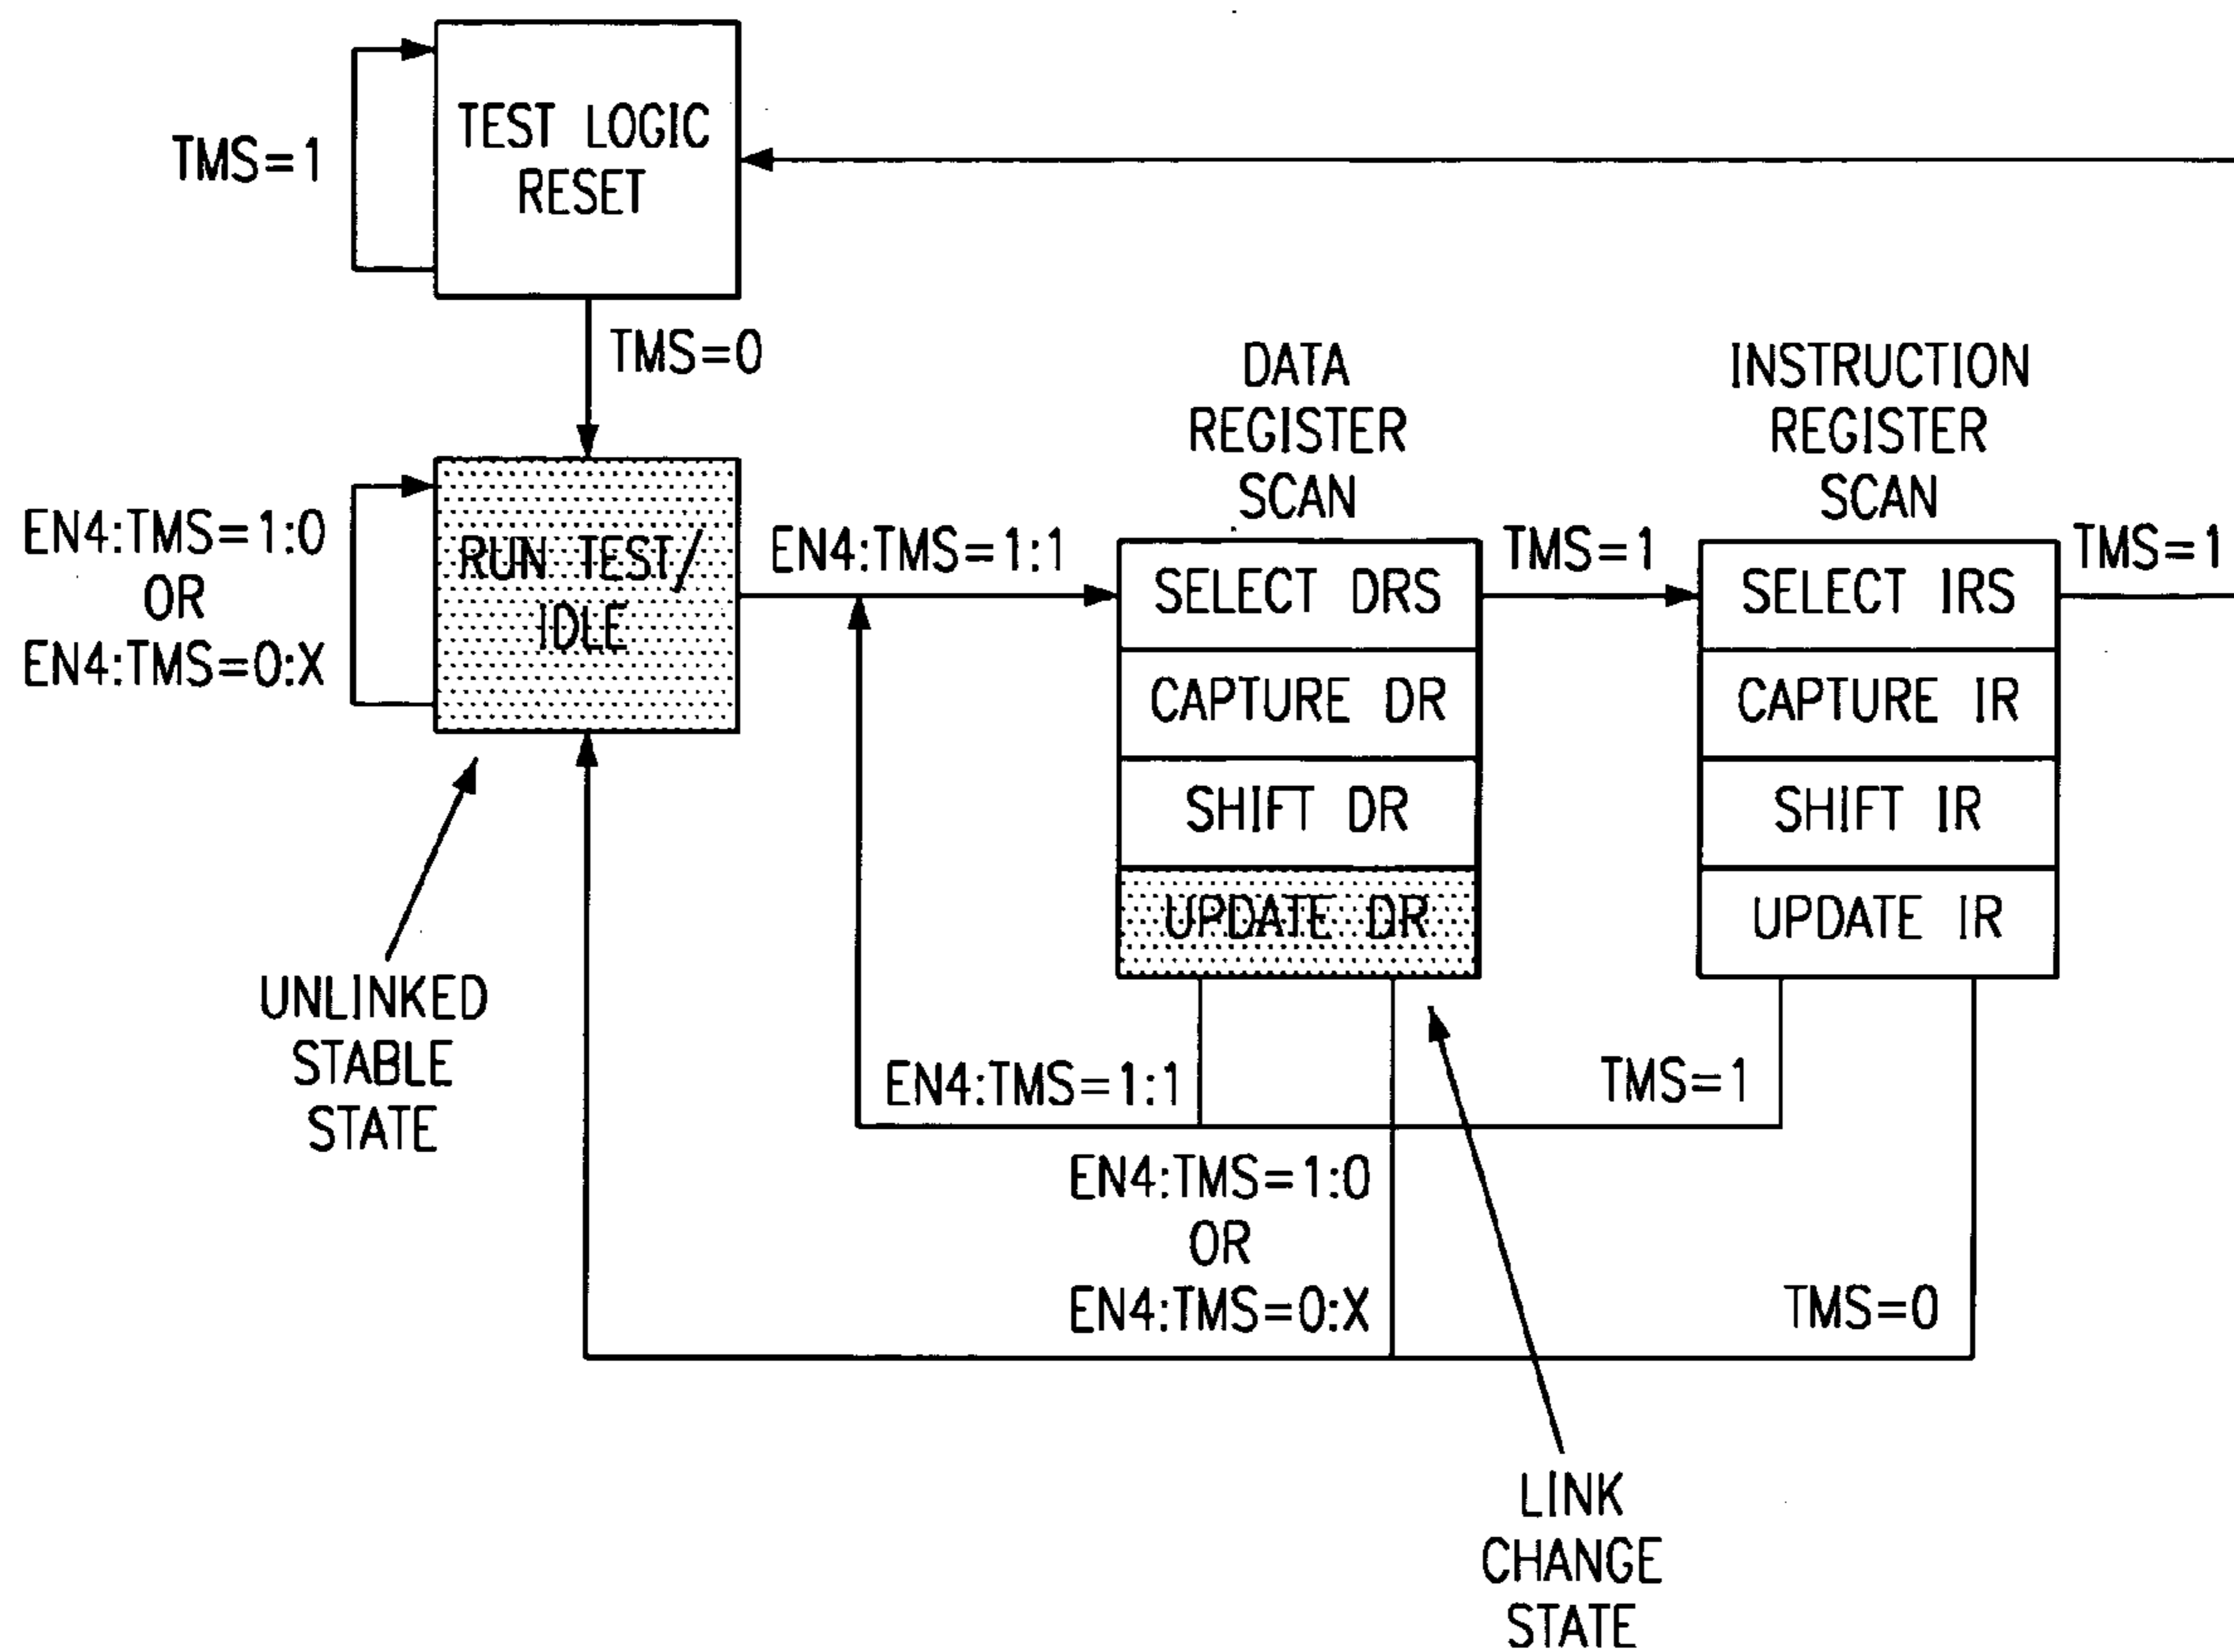 TEST LOGIC
RESET
TMS=1
TMS=0
RUN TEST/
IDLE
EN4:TMS=1:0
OR
EN4:TMS=0:X
UNLINKED
STABLE
STATE
EN4:TMS=1:1
DATA
REGISTER
SCAN
SELECT DRS
CAPTURE DR
SHIFT DR
UPDATE DR
TMS=1
INSTRUCTION
REGISTER
SCAN
SELECT IRS
CAPTURE IR
SHIFT IR
UPDATE IR
TMS=1
EN4:TMS=1:1
TMS=1
EN4:TMS=1:0
OR
EN4:TMS=0:X
TMS=0
LINK
CHANGE
STATE